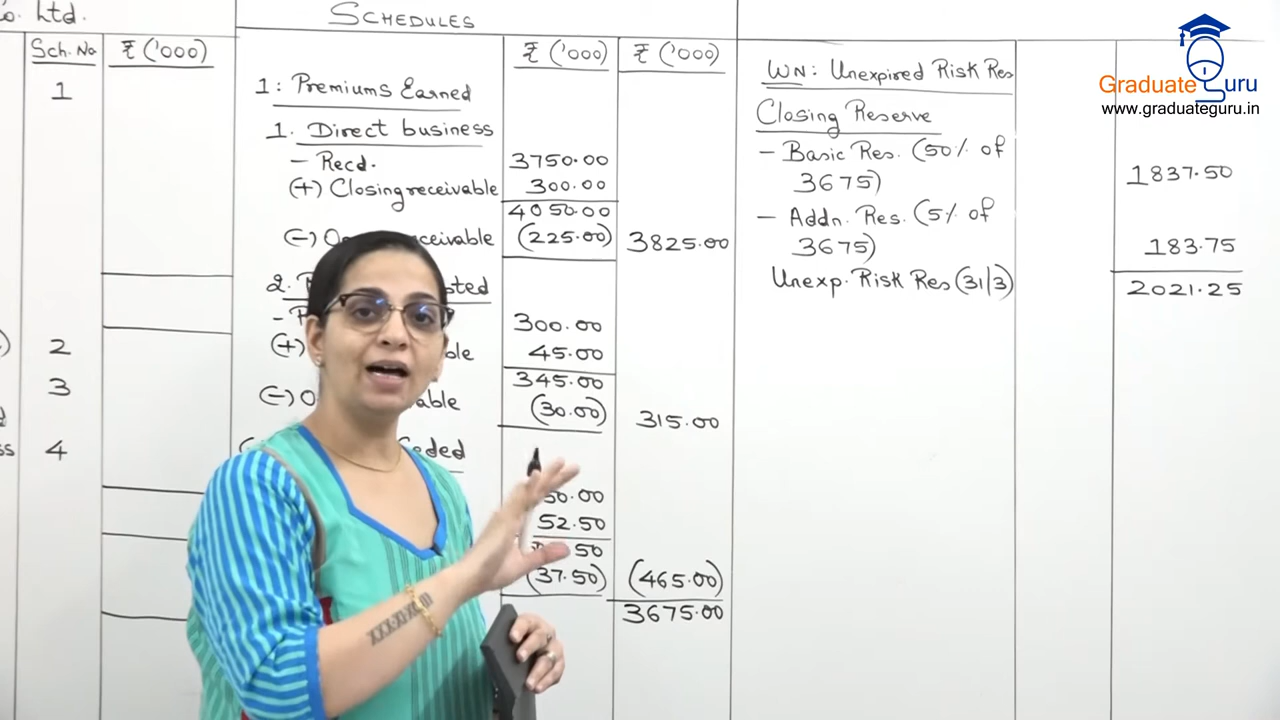 o. Ltd.
SCHEDULES
Sch. No
₹ ('000)
1
2
3
4
1: Premiums Earned
₹ ('000)
₹ ('000)
1. Direct business
- Recd. 3750.00
(+) Closing receivable 300.00
4050.00
(-) receivable (225.00) 3825.00
2.
300.00
(+) 45.00
345.00
(-) (30.00) 315.00
52.50
(37.50) (465.00)
3675.00
WN: Unexpired Risk Res
Closing Reserve
- Basic Res. (50% of
3675) 1837.50
- Addn. Res. (5% of
3675) 183.75
Unexp. Risk Res (31/3) 2021.25
Graduate Guru
www.graduateguru.in